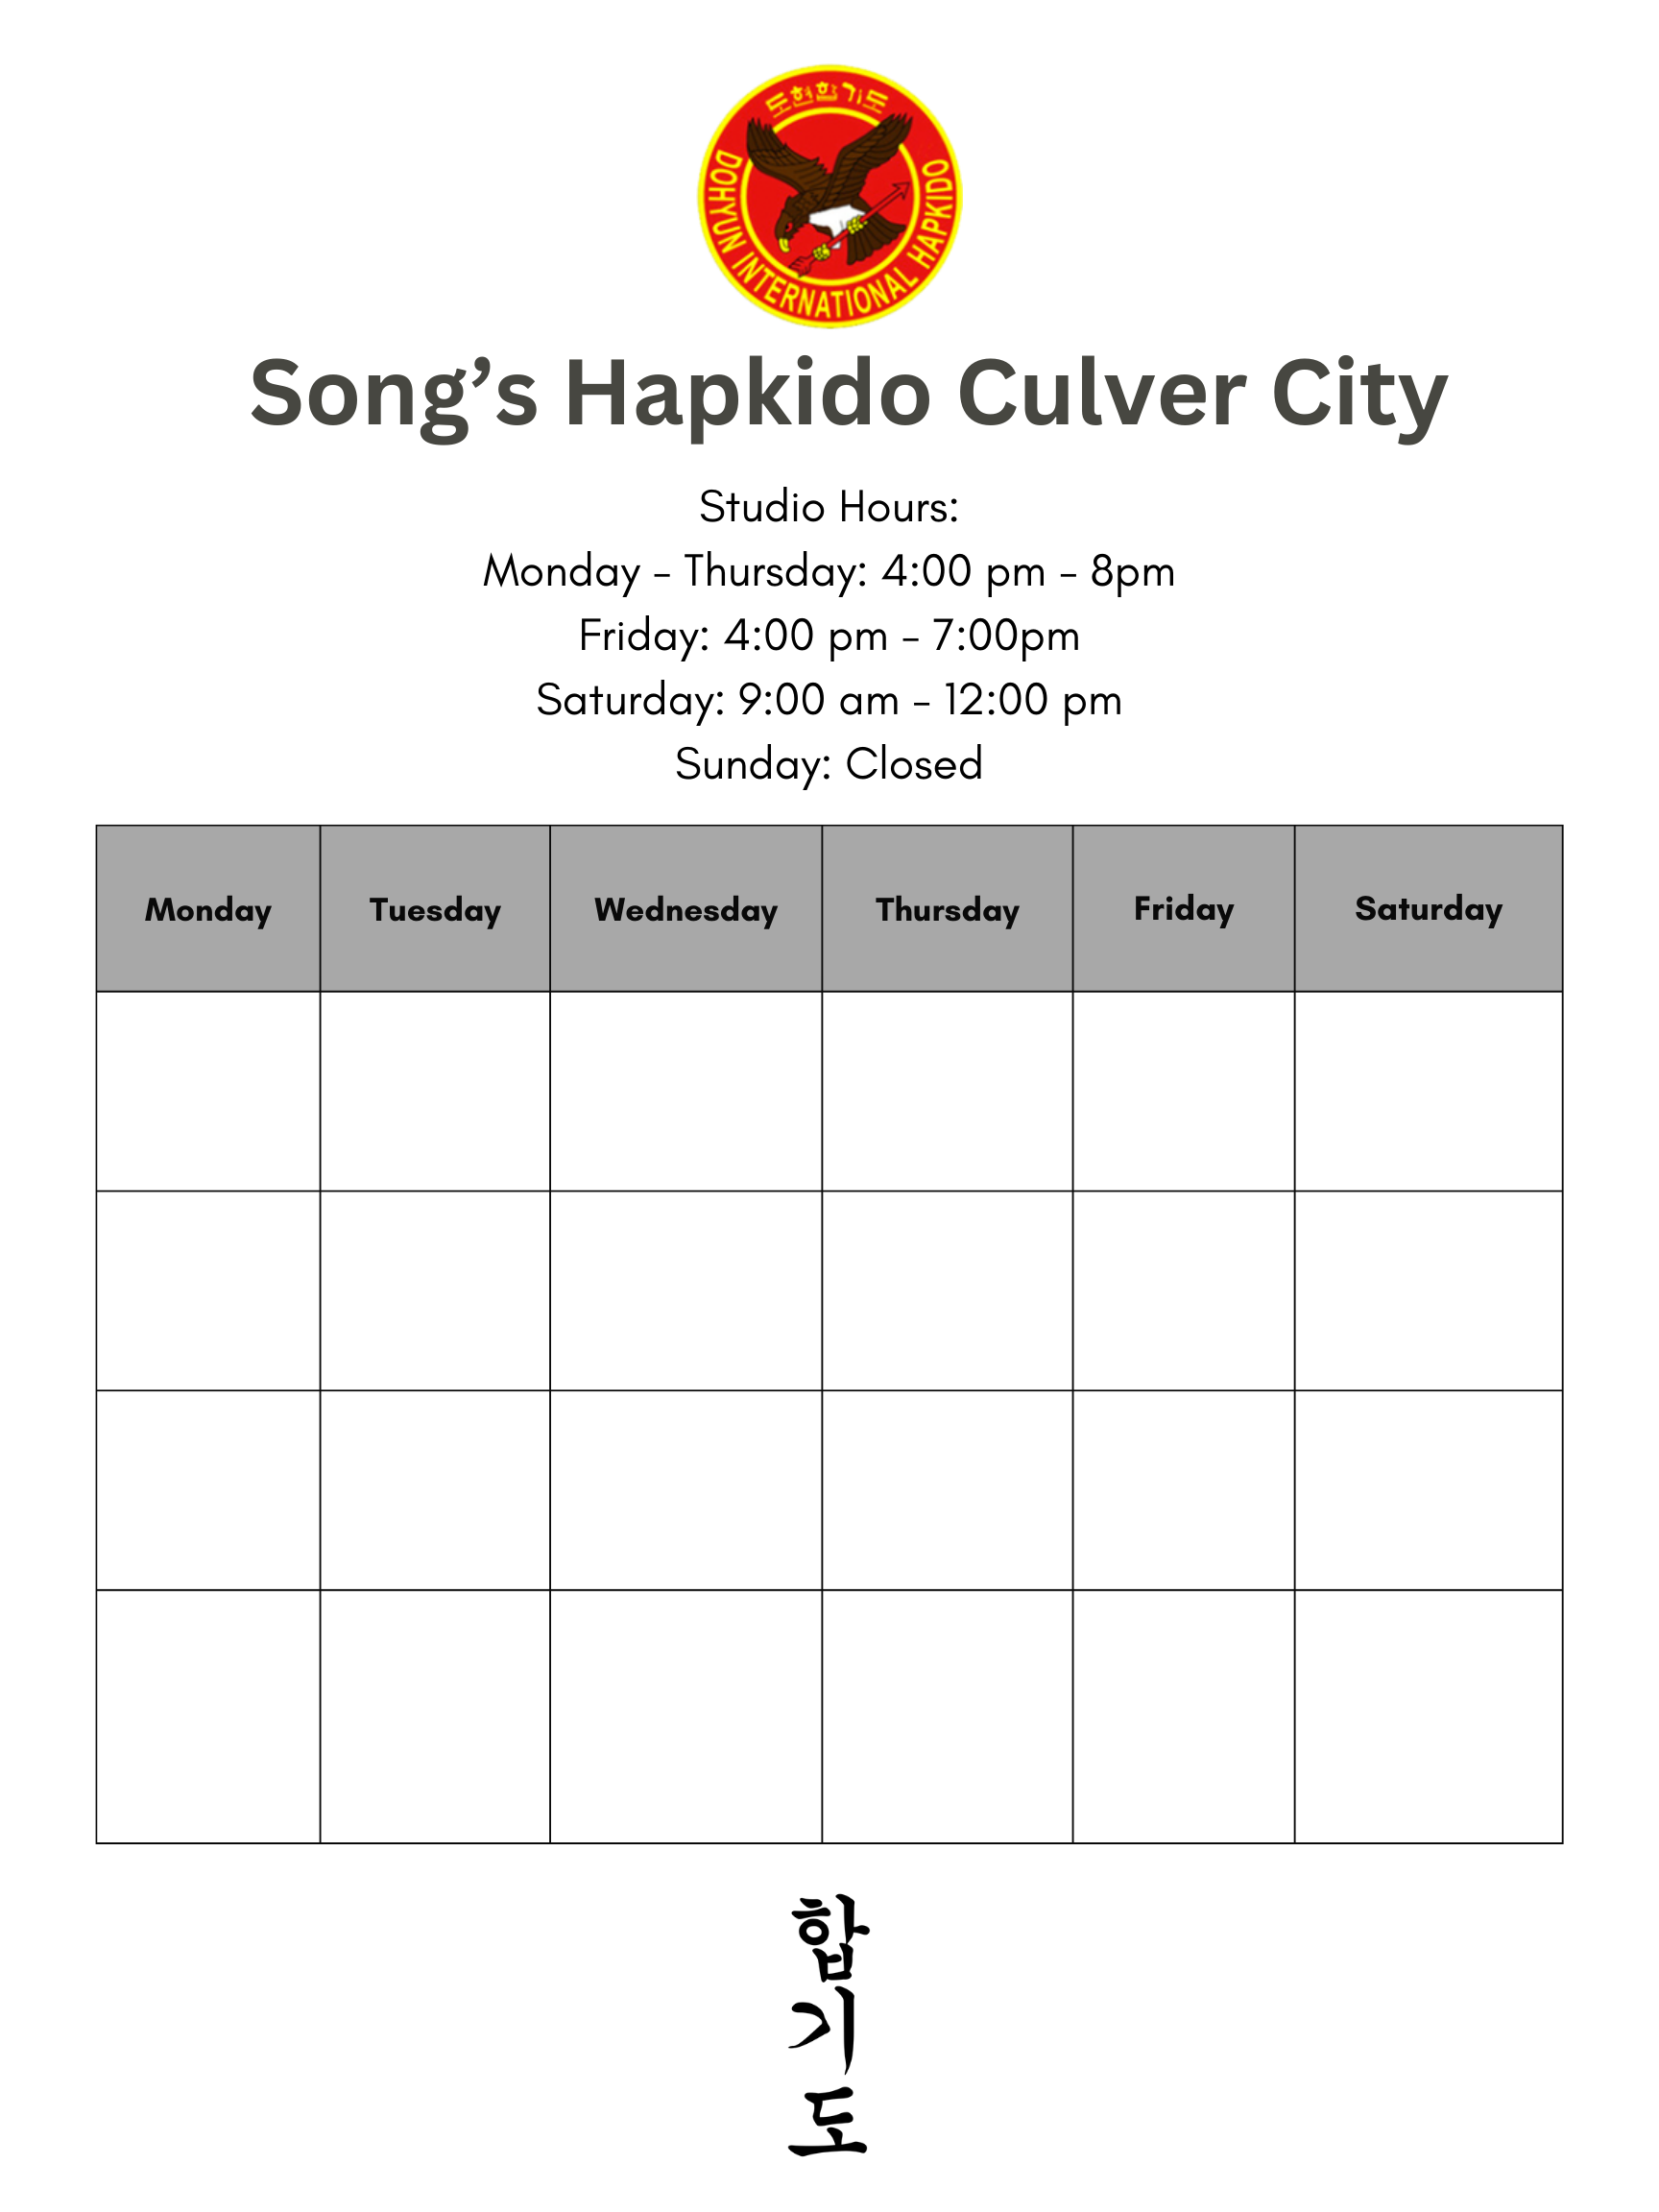 도현합기도
DOHYUN INTERNATIONAL HAPKIDO
Song’s Hapkido Culver City
Studio Hours:
Monday - Thursday: 4:00 pm - 8pm
Friday: 4:00 pm - 7:00pm
Saturday: 9:00 am - 12:00 pm
Sunday: Closed
Monday Tuesday Wednesday Thursday Friday Saturday
합
기
도